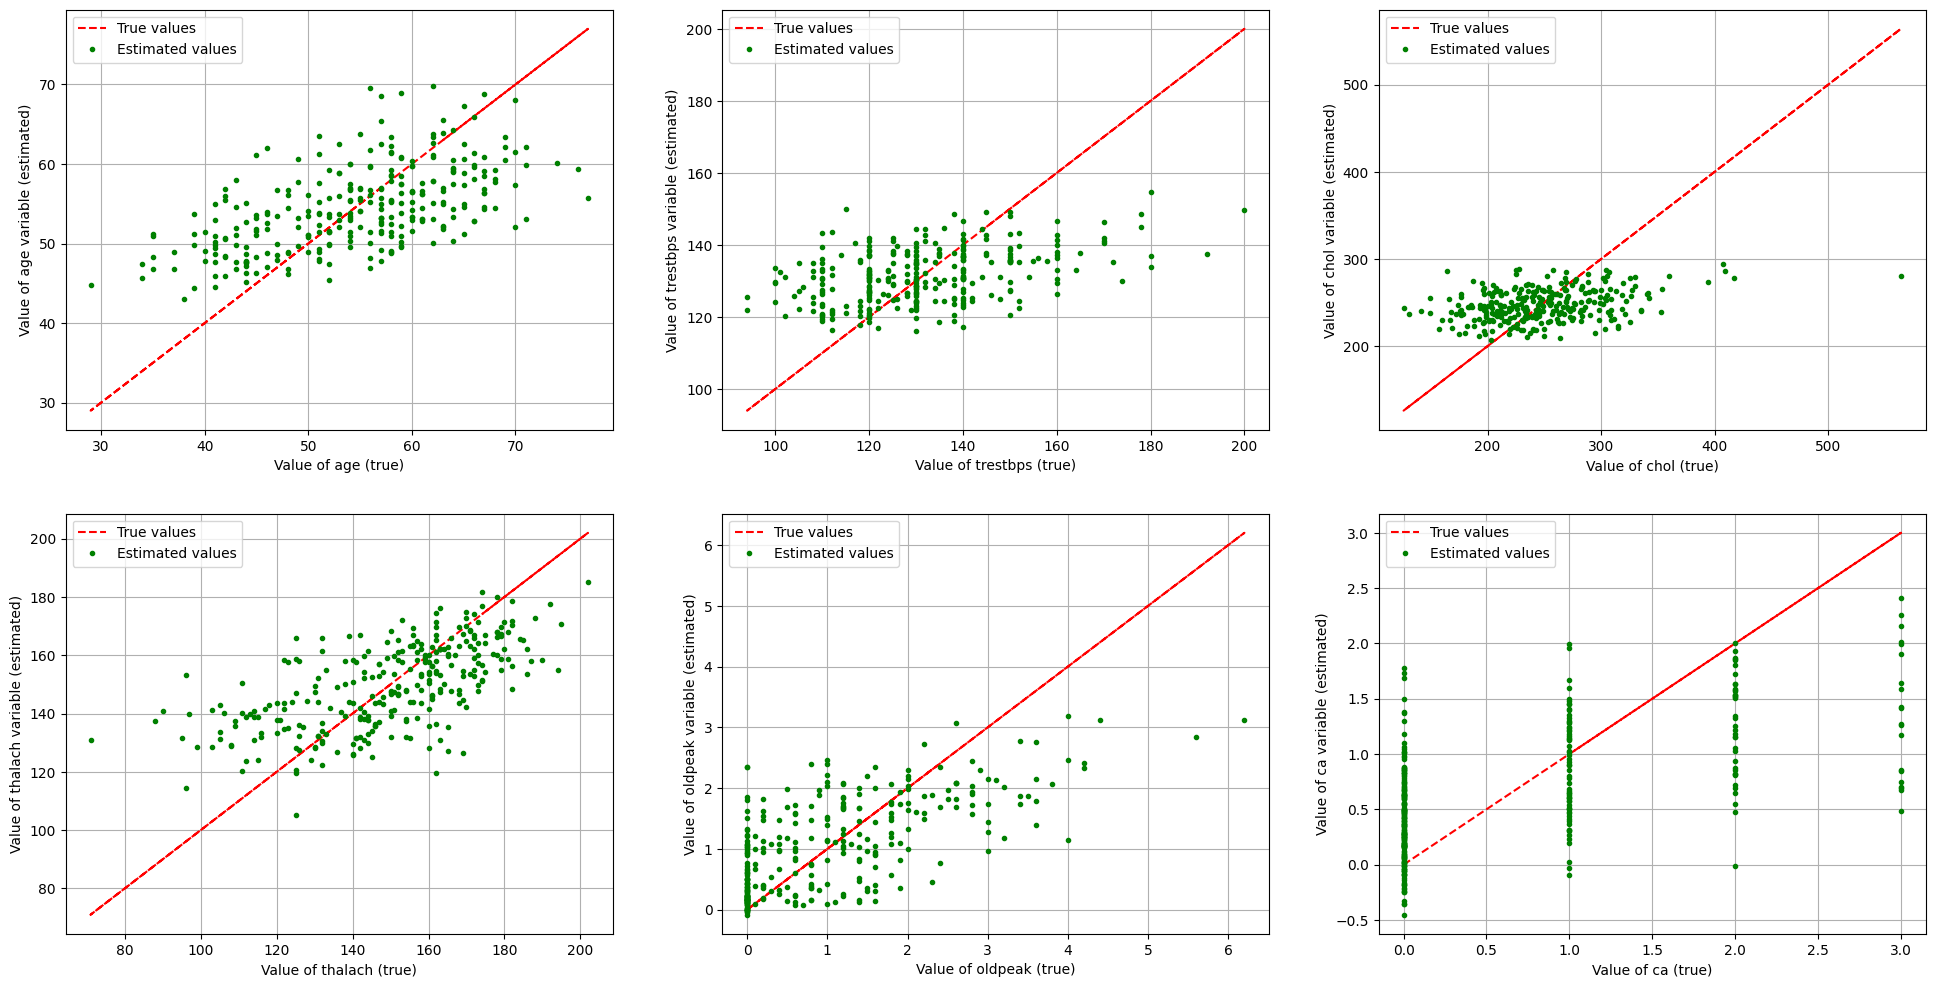 True values
Estimated values
Value of age variable (estimated)
70
60
50
40
30
30 40 50 60 70
Value of age (true)
True values
Estimated values
Value of trestbps variable (estimated)
200
180
160
140
120
100
100 120 140 160 180 200
Value of trestbps (true)
True values
Estimated values
Value of chol variable (estimated)
500
400
300
200
200 300 400 500
Value of chol (true)
True values
Estimated values
Value of thalach variable (estimated)
200
180
160
140
120
100
80
80 100 120 140 160 180 200
Value of thalach (true)
True values
Estimated values
Value of oldpeak variable (estimated)
6
5
4
3
2
1
0
0 1 2 3 4 5 6
Value of oldpeak (true)
True values
Estimated values
Value of ca variable (estimated)
3.0
2.5
2.0
1.5
1.0
0.5
0.0
−0.5
0.0 0.5 1.0 1.5 2.0 2.5 3.0
Value of ca (true)